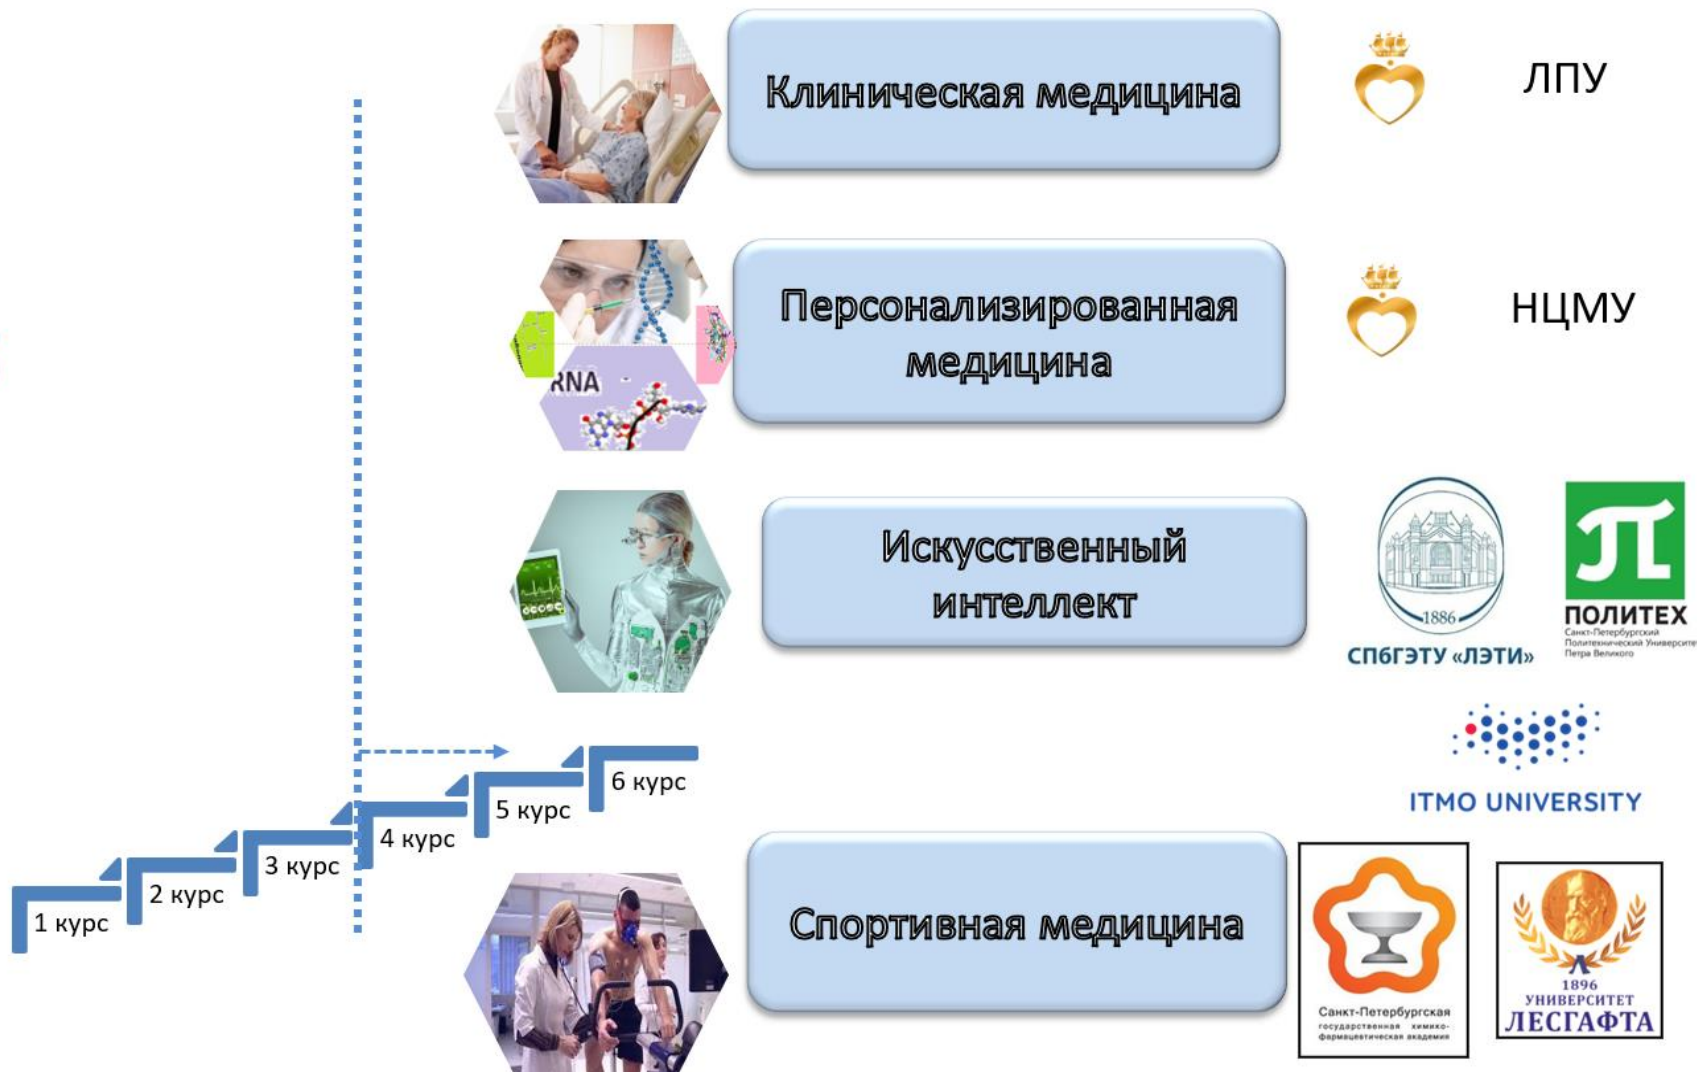 Клиническая медицина
ЛПУ
Персонализированная
медицина
НЦМУ
RNA
Искусственный
интеллект
1886
СПбГЭТУ «ЛЭТИ»
ПОЛИТЕХ
Санкт-Петербургский
Политехнический Университе
Петра Великого
ITMO UNIVERSITY
1 курс
2 курс
3 курс
4 курс
5 курс
6 курс
Спортивная медицина
Санкт-Петербургская
государственная химико-
фармацевтическая академия
1896
УНИВЕРСИТЕТ
ЛЕСГАФТА